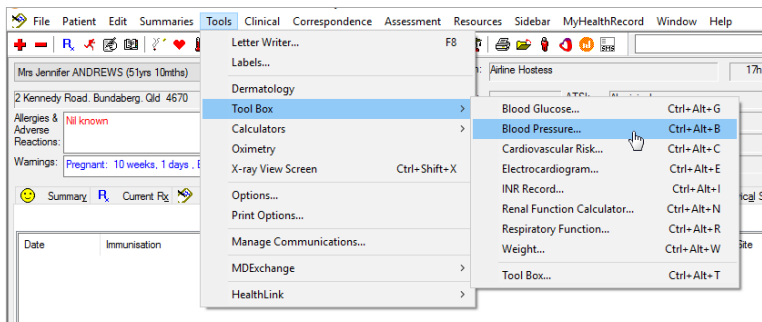 File Patient Edit Summaries Tools Clinical Correspondence Assessment Resources Sidebar MyHealthRecord Window Help
SMS
Mrs Jennifer ANDREWS (51yrs 10mths)
Airline Hostess
17h
2 Kennedy Road. Bundaberg. Qld 4670
Allergies &
Adverse
Reactions:
Nil known
Warnings:
Pregnant: 10 weeks, 1 days ,
Summary Rx Current Rx
Date Immunisation
Site
Letter Writer... F8
Labels...
Dermatology
Tool Box >
Calculators >
Oximetry
X-ray View Screen Ctrl+Shift+X
Options...
Print Options...
Manage Communications...
MDExchange >
HealthLink >
Blood Glucose... Ctrl+Alt+G
Blood Pressure... Ctrl+Alt+B
Cardiovascular Risk... Ctrl+Alt+C
Electrocardiogram... Ctrl+Alt+E
INR Record... Ctrl+Alt+I
Renal Function Calculator... Ctrl+Alt+N
Respiratory Function... Ctrl+Alt+R
Weight... Ctrl+Alt+W
Tool Box... Ctrl+Alt+T